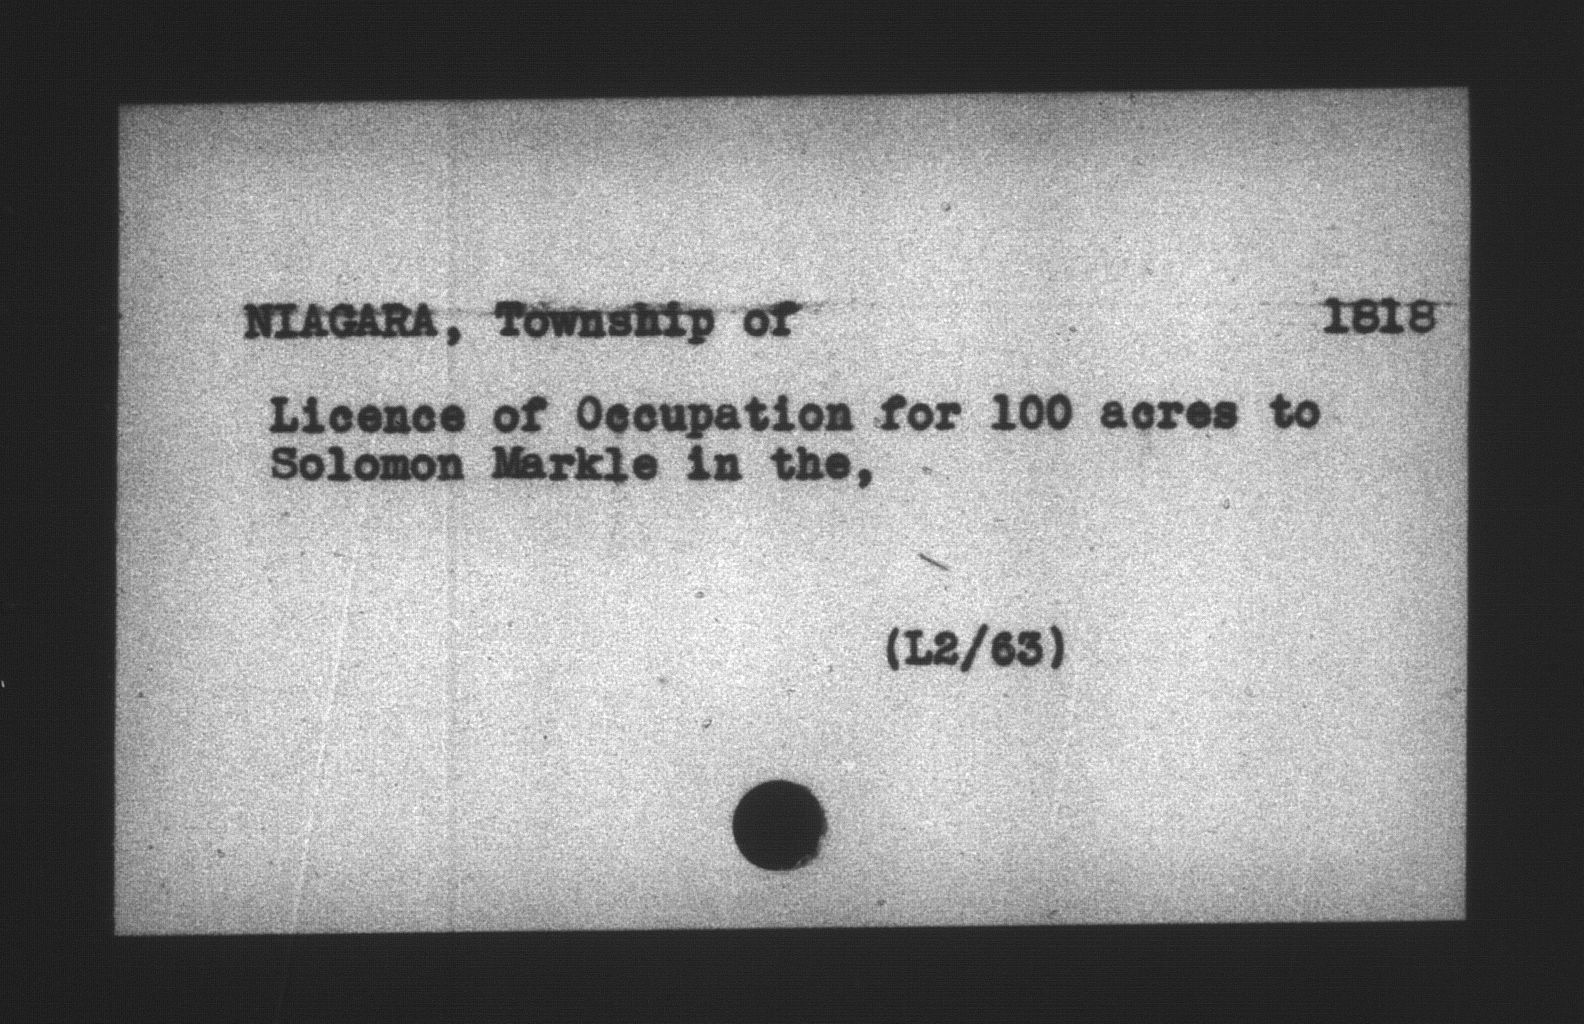 NIAGARA, Township of 1818
Licence of Occupation for 100 acres to
Solomon Markle in the,
(L2/63)